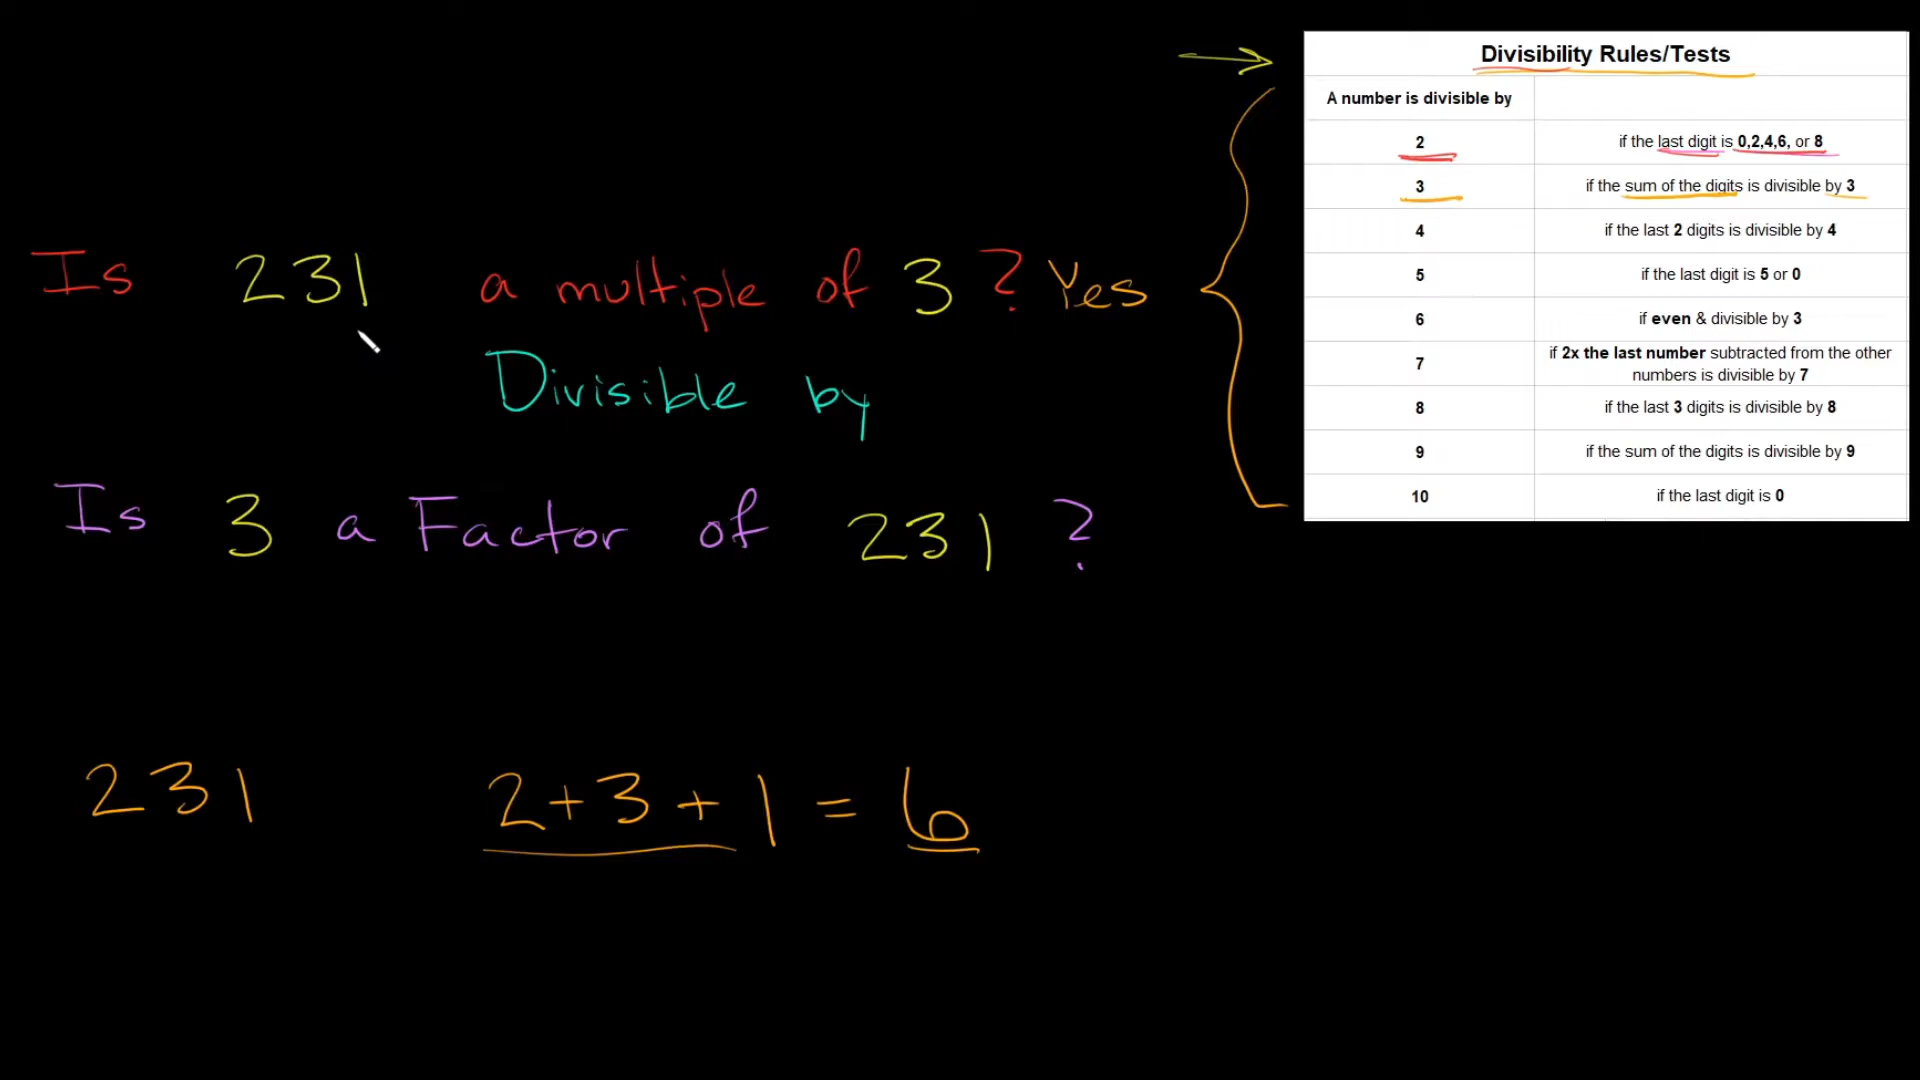 Is 231 a multiple of 3 ? Yes
Divisible by
Is 3 a Factor of 231 ?
231 2+3+1 = 6
Divisibility Rules/Tests
A number is divisible by
2 if the last digit is 0,2,4,6, or 8
3 if the sum of the digits is divisible by 3
4 if the last 2 digits is divisible by 4
5 if the last digit is 5 or 0
6 if even & divisible by 3
7 if 2x the last number subtracted from the other
numbers is divisible by 7
8 if the last 3 digits is divisible by 8
9 if the sum of the digits is divisible by 9
10 if the last digit is 0